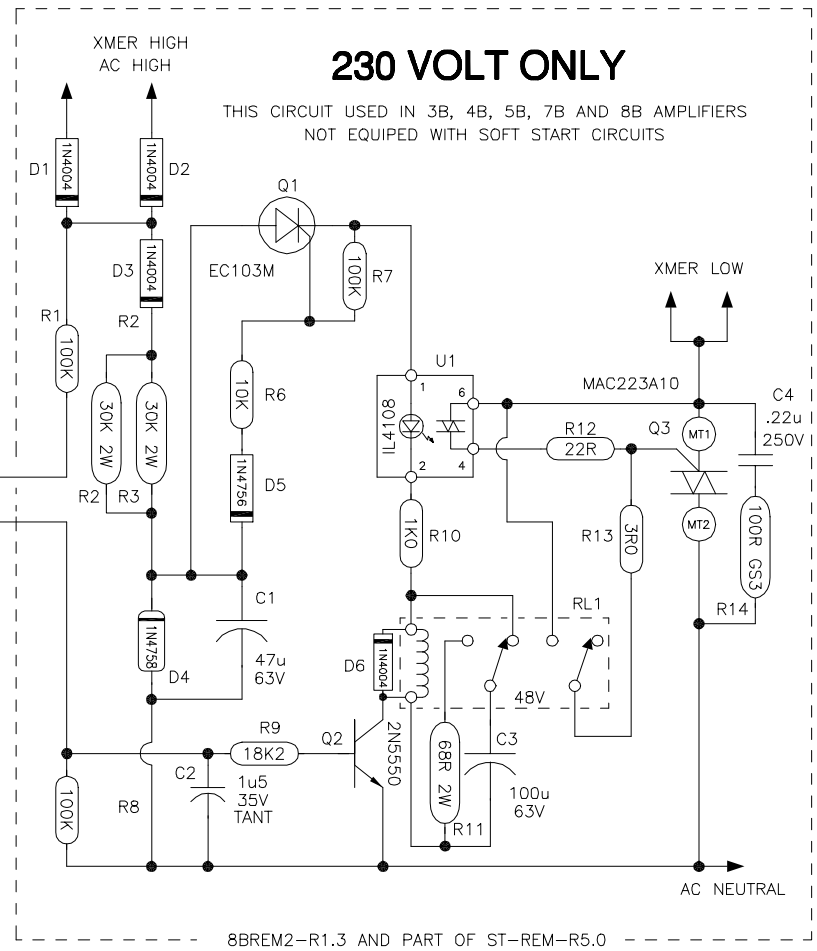 XMER HIGH
AC HIGH
230 VOLT ONLY
THIS CIRCUIT USED IN 3B, 4B, 5B, 7B AND 8B AMPLIFIERS
NOT EQUIPED WITH SOFT START CIRCUITS
D1
1N4004
1N4004
D2
Q1
EC103M
D3
1N4004
R7
100K
XMER LOW
R1
100K
R2
U1
MAC223A10
C4
.22u
250V
30K 2W
30K 2W
R2
R3
10K
R6
1N4756
D5
IL4108
1
6
2
4
R12
22R
Q3
MT1
MT2
1K0
R10
R13
3R0
100R GS3
R14
C1
47u
63V
1N4758
D4
RL1
D6
1N4004
48V
R9
18K2
Q2
2N5550
68R 2W
R11
C3
100u
63V
100K
R8
C2
1u5
35V
TANT
AC NEUTRAL
8BREM2-R1.3 AND PART OF ST-REM-R5.0